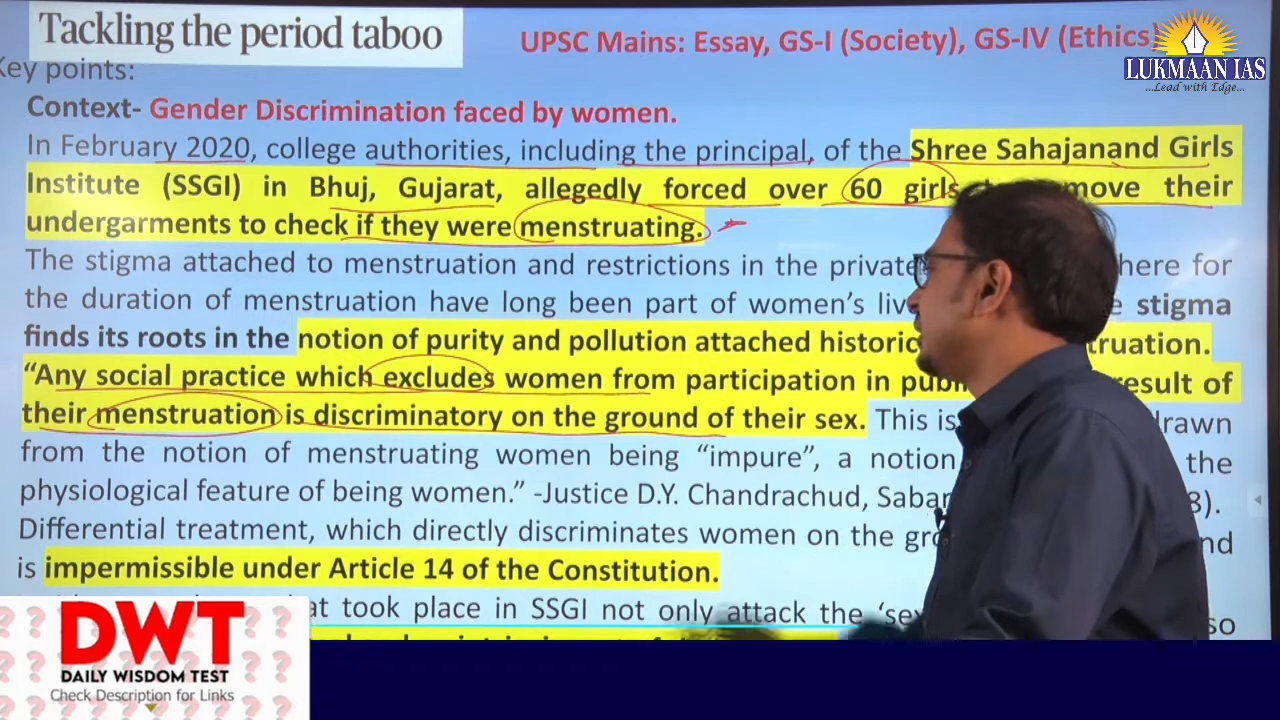 Tackling the period taboo
UPSC Mains: Essay, GS-I (Society), GS-IV (Ethics)
LUKMAAN IAS
...Lead with Edge...
Key points:
Context- Gender Discrimination faced by women.
In February 2020, college authorities, including the principal, of the Shree Sahajanand Girls
Institute (SSGI) in Bhuj, Gujarat, allegedly forced over 60 girls their
undergarments to check if they were menstruating.
The stigma attached to menstruation and restrictions in the private for
the duration of menstruation have long been part of women's stigma
finds its roots in the notion of purity and pollution attached
"Any social practice which excludes women from participation in result of
their menstruation is discriminatory on the ground of their sex. This
from the notion of menstruating women being "impure", a notion the
physiological feature of being women." -Justice D.Y. Chandrachud,
Differential treatment, which directly discriminates women on the
is impermissible under Article 14 of the Constitution.
took place in SSGI not only attack the
DWT
DAILY WISDOM TEST
Check Description for Links